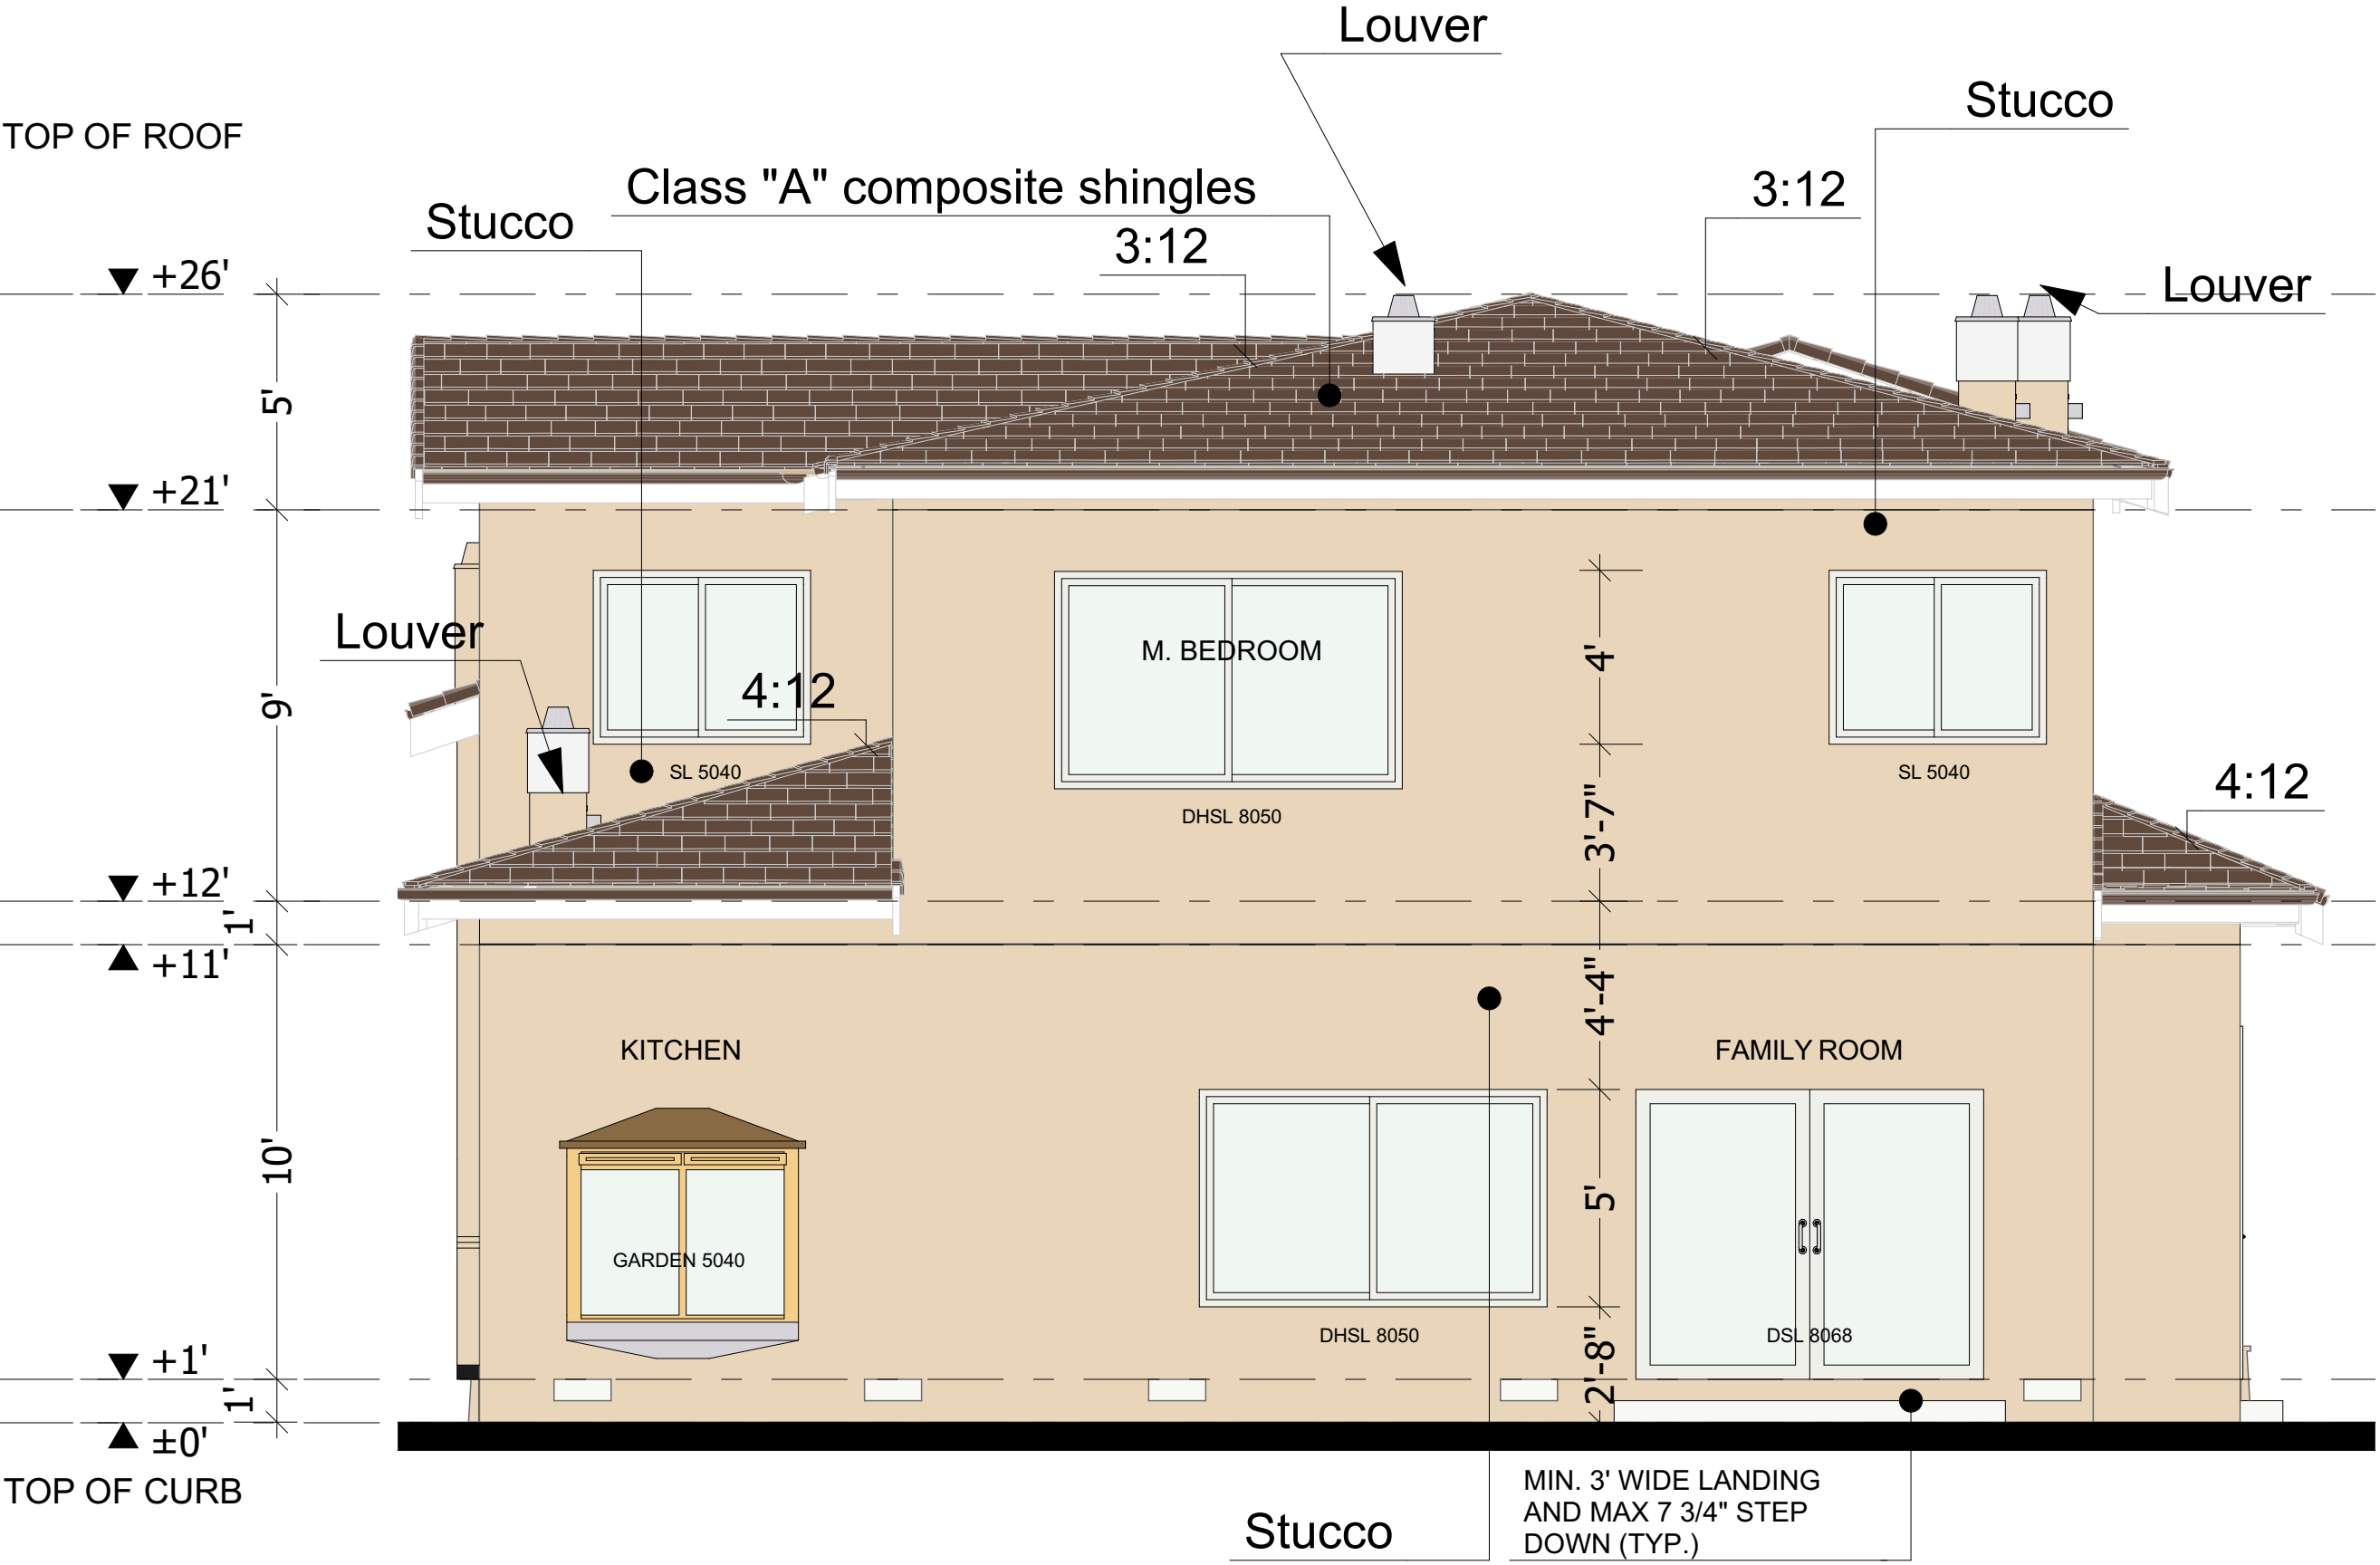 Louver
Stucco
TOP OF ROOF
Class "A" composite shingles
3:12
Stucco
3:12
+26'
Louver
5'
+21'
Louver
M. BEDROOM
4'
9'
4:12
SL 5040
SL 5040
4:12
DHSL 8050
3'-7"
+12'
1'
+11'
4'-4"
KITCHEN
FAMILY ROOM
10'
5'
GARDEN 5040
DHSL 8050
DSL 8068
+1'
2'-8"
1'
±0'
TOP OF CURB
Stucco
MIN. 3' WIDE LANDING
AND MAX 7 3/4" STEP
DOWN (TYP.)